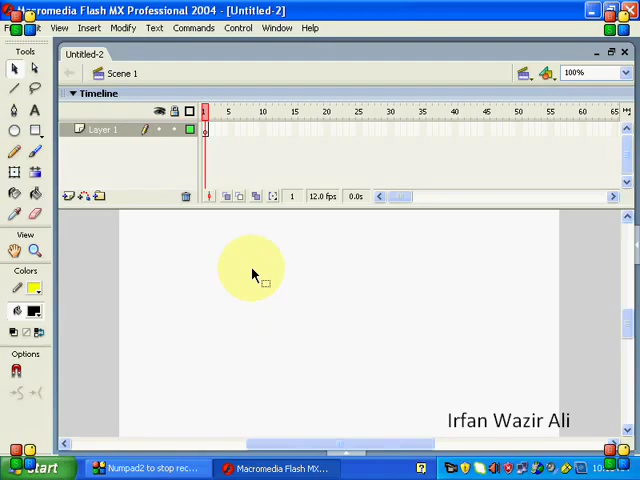 Macromedia Flash MX Professional 2004 - [Untitled-2]
View Insert Modify Text Commands Control Window Help
Tools
Untitled-2
Scene 1
100%
Timeline
1 5 10 15 20 25 30 35 40 45 50 55 60 65
Layer 1
1 12.0 fps 0.0s
View
Colors
Options
Irfan Wazir Ali
start
Numpad2 to stop rec...
Macromedia Flash MX...